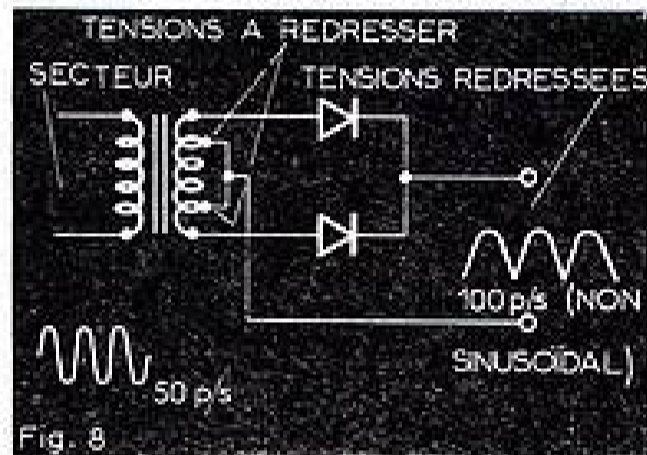 TENSIONS A REDRESSER
SECTEUR
TENSIONS REDRESSEES
100 p/s (NON
SINUSOÏDAL)
50 p/s
Fig. 8